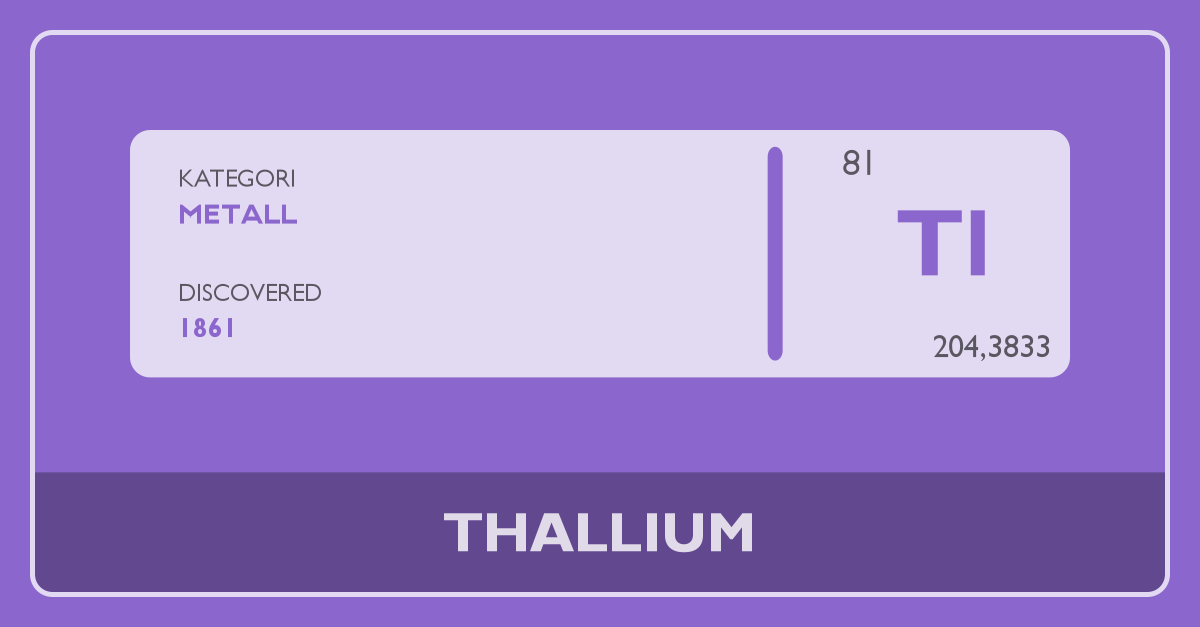 KATEGORI
METALL
DISCOVERED
1861
81
Tl
204,3833
THALLIUM